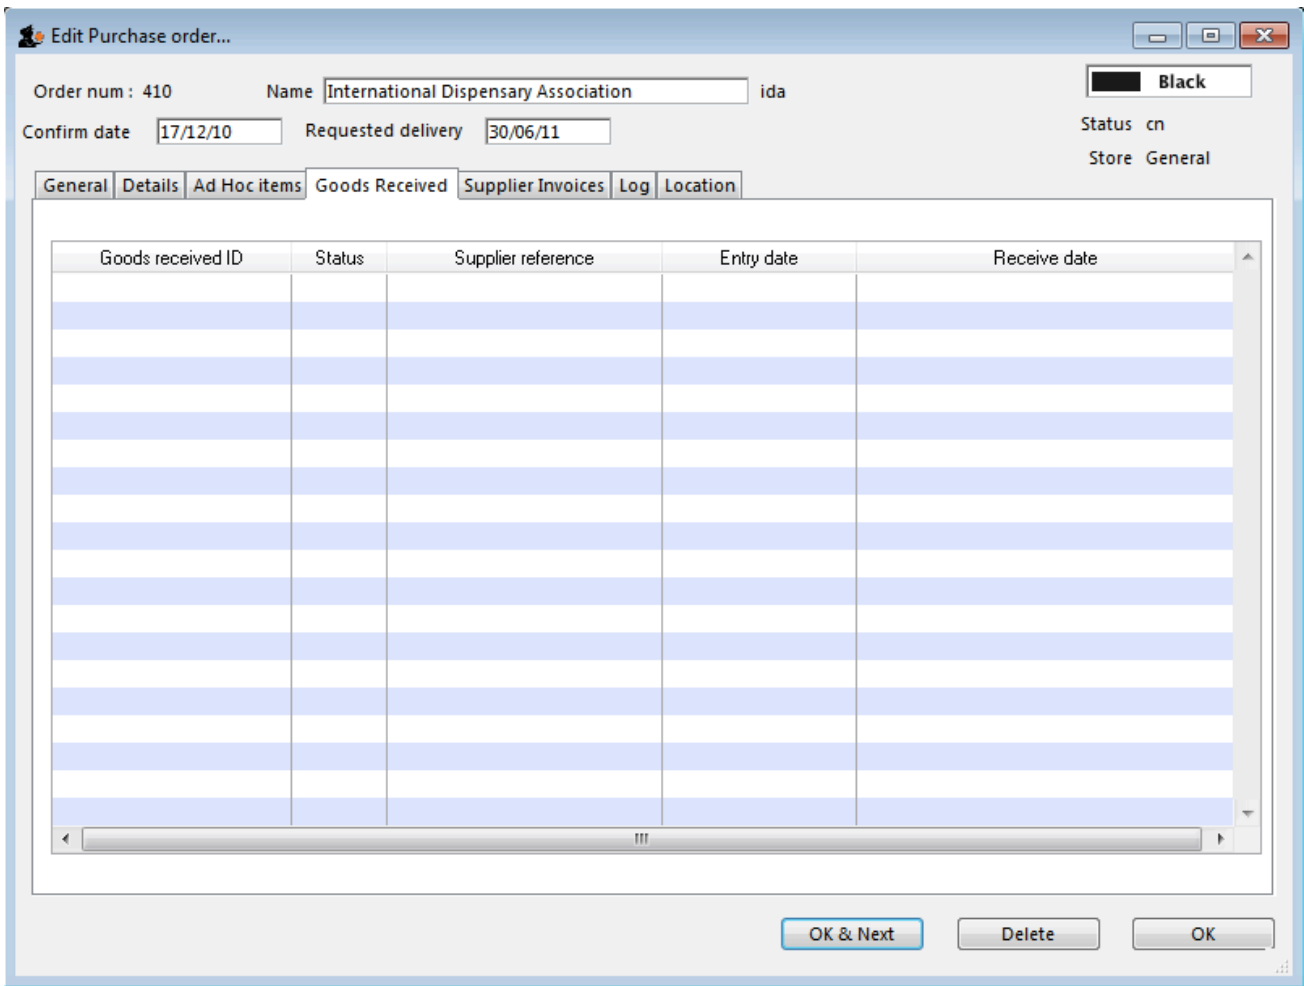 Edit Purchase order...
Order num : 410 Name International Dispensary Association ida Black
Confirm date 17/12/10 Requested delivery 30/06/11 Status cn
Store General
General Details Ad Hoc items Goods Received Supplier Invoices Log Location
Goods received ID Status Supplier reference Entry date Receive date
OK & Next Delete OK